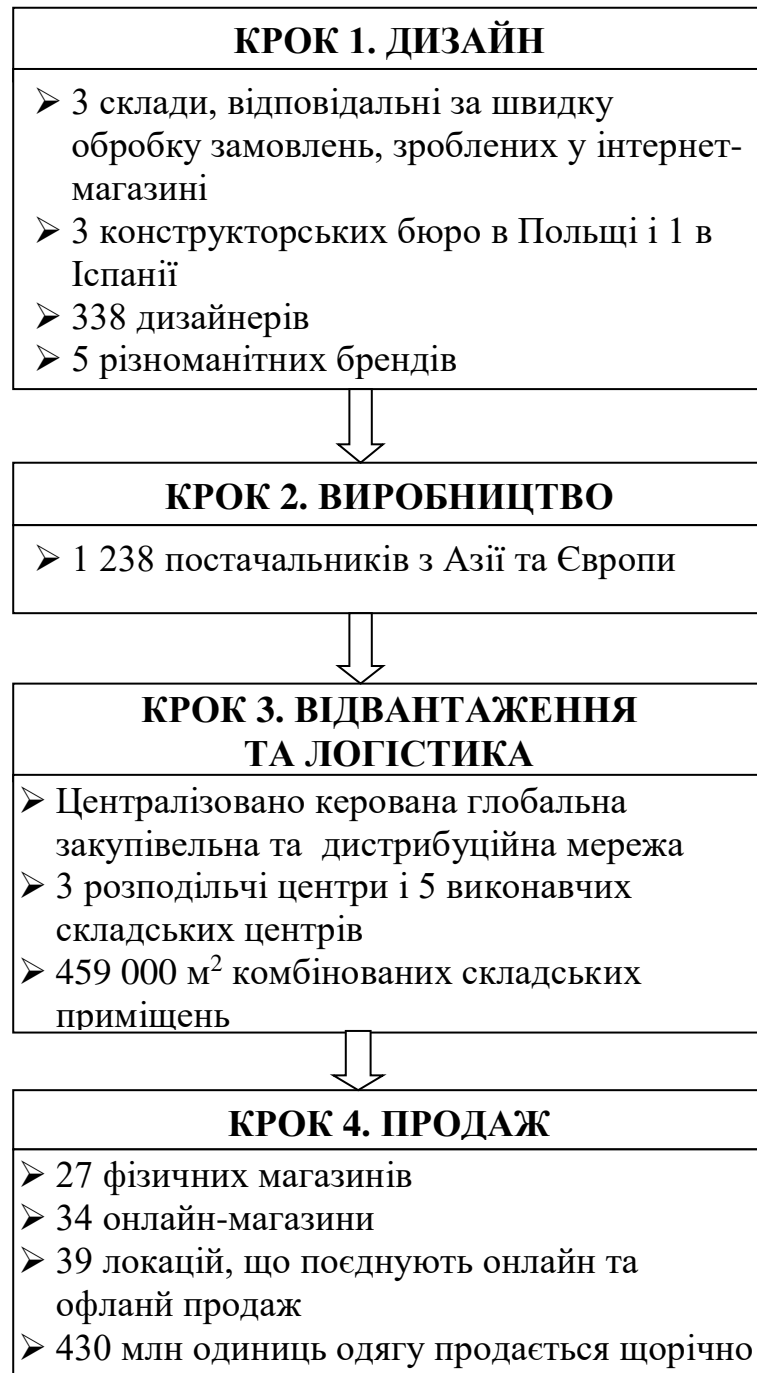 КРОК 1. ДИЗАЙН
➢ 3 склади, відповідальні за швидку
обробку замовлень, зроблених у інтернет-
магазині
➢ 3 конструкторських бюро в Польщі і 1 в
Іспанії
➢ 338 дизайнерів
➢ 5 різноманітних брендів
КРОК 2. ВИРОБНИЦТВО
➢ 1 238 постачальників з Азії та Європи
КРОК 3. ВІДВАНТАЖЕННЯ
ТА ЛОГІСТИКА
➢ Централізовано керована глобальна
закупівельна та дистрибуційна мережа
➢ 3 розподільчі центри і 5 виконавчих
складських центрів
➢ 459 000 м² комбінованих складських
приміщень
КРОК 4. ПРОДАЖ
➢ 27 фізичних магазинів
➢ 34 онлайн-магазини
➢ 39 локацій, що поєднують онлайн та
офланй продаж
➢ 430 млн одиниць одягу продається щорічно